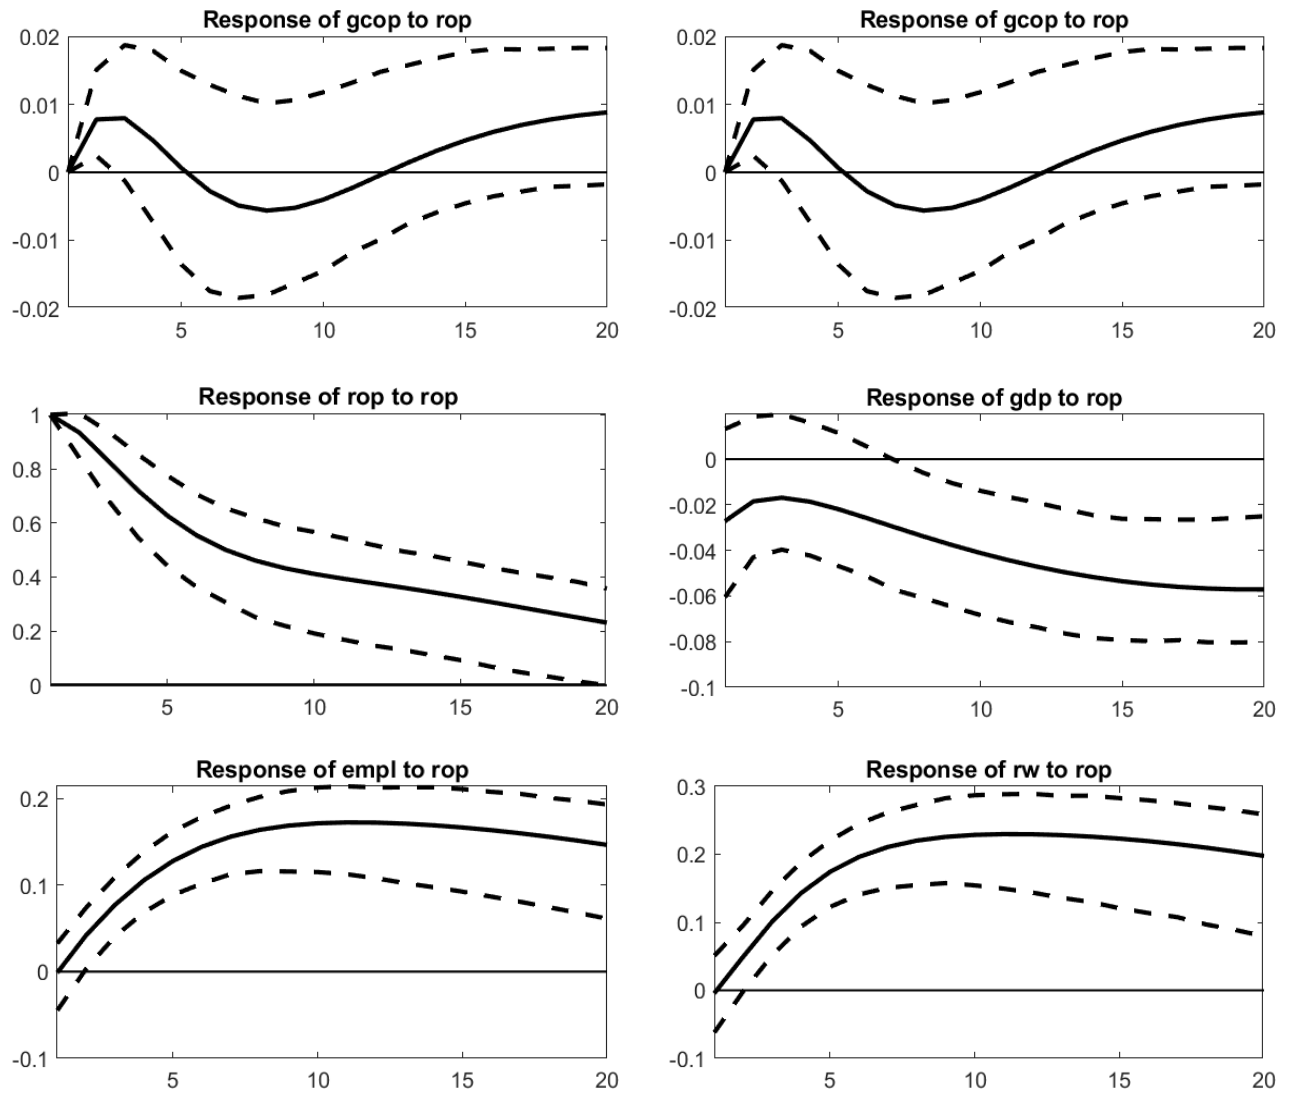 Response of gcop to rop
0.02
0.01
0
-0.01
-0.02
5 10 15 20
Response of gcop to rop
0.02
0.01
0
-0.01
-0.02
5 10 15 20
Response of rop to rop
1
0.8
0.6
0.4
0.2
0
5 10 15 20
Response of gdp to rop
0
-0.02
-0.04
-0.06
-0.08
-0.1
5 10 15 20
Response of empl to rop
0.2
0.1
0
-0.1
5 10 15 20
Response of rw to rop
0.3
0.2
0.1
0
-0.1
5 10 15 20